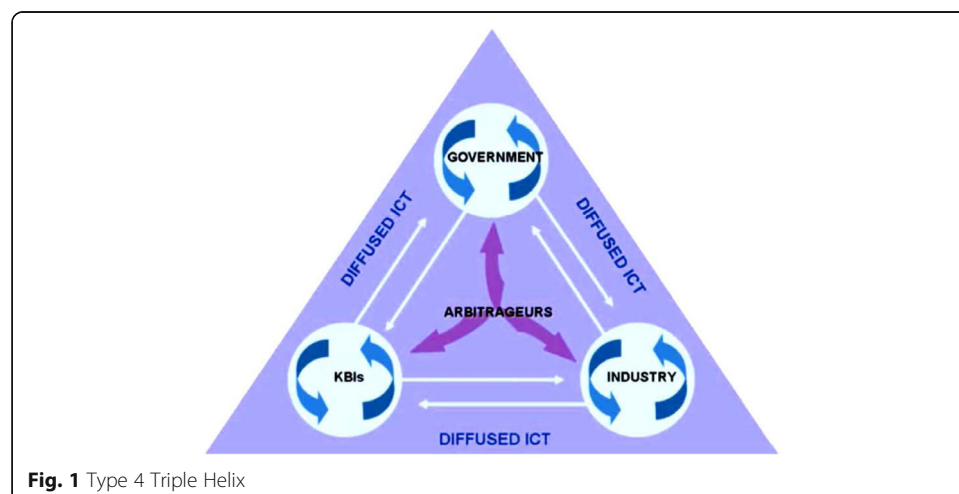 GOVERNMENT
DIFFUSED ICT
DIFFUSED ICT
ARBITRAGEURS
KBIs
INDUSTRY
DIFFUSED ICT
Fig. 1 Type 4 Triple Helix